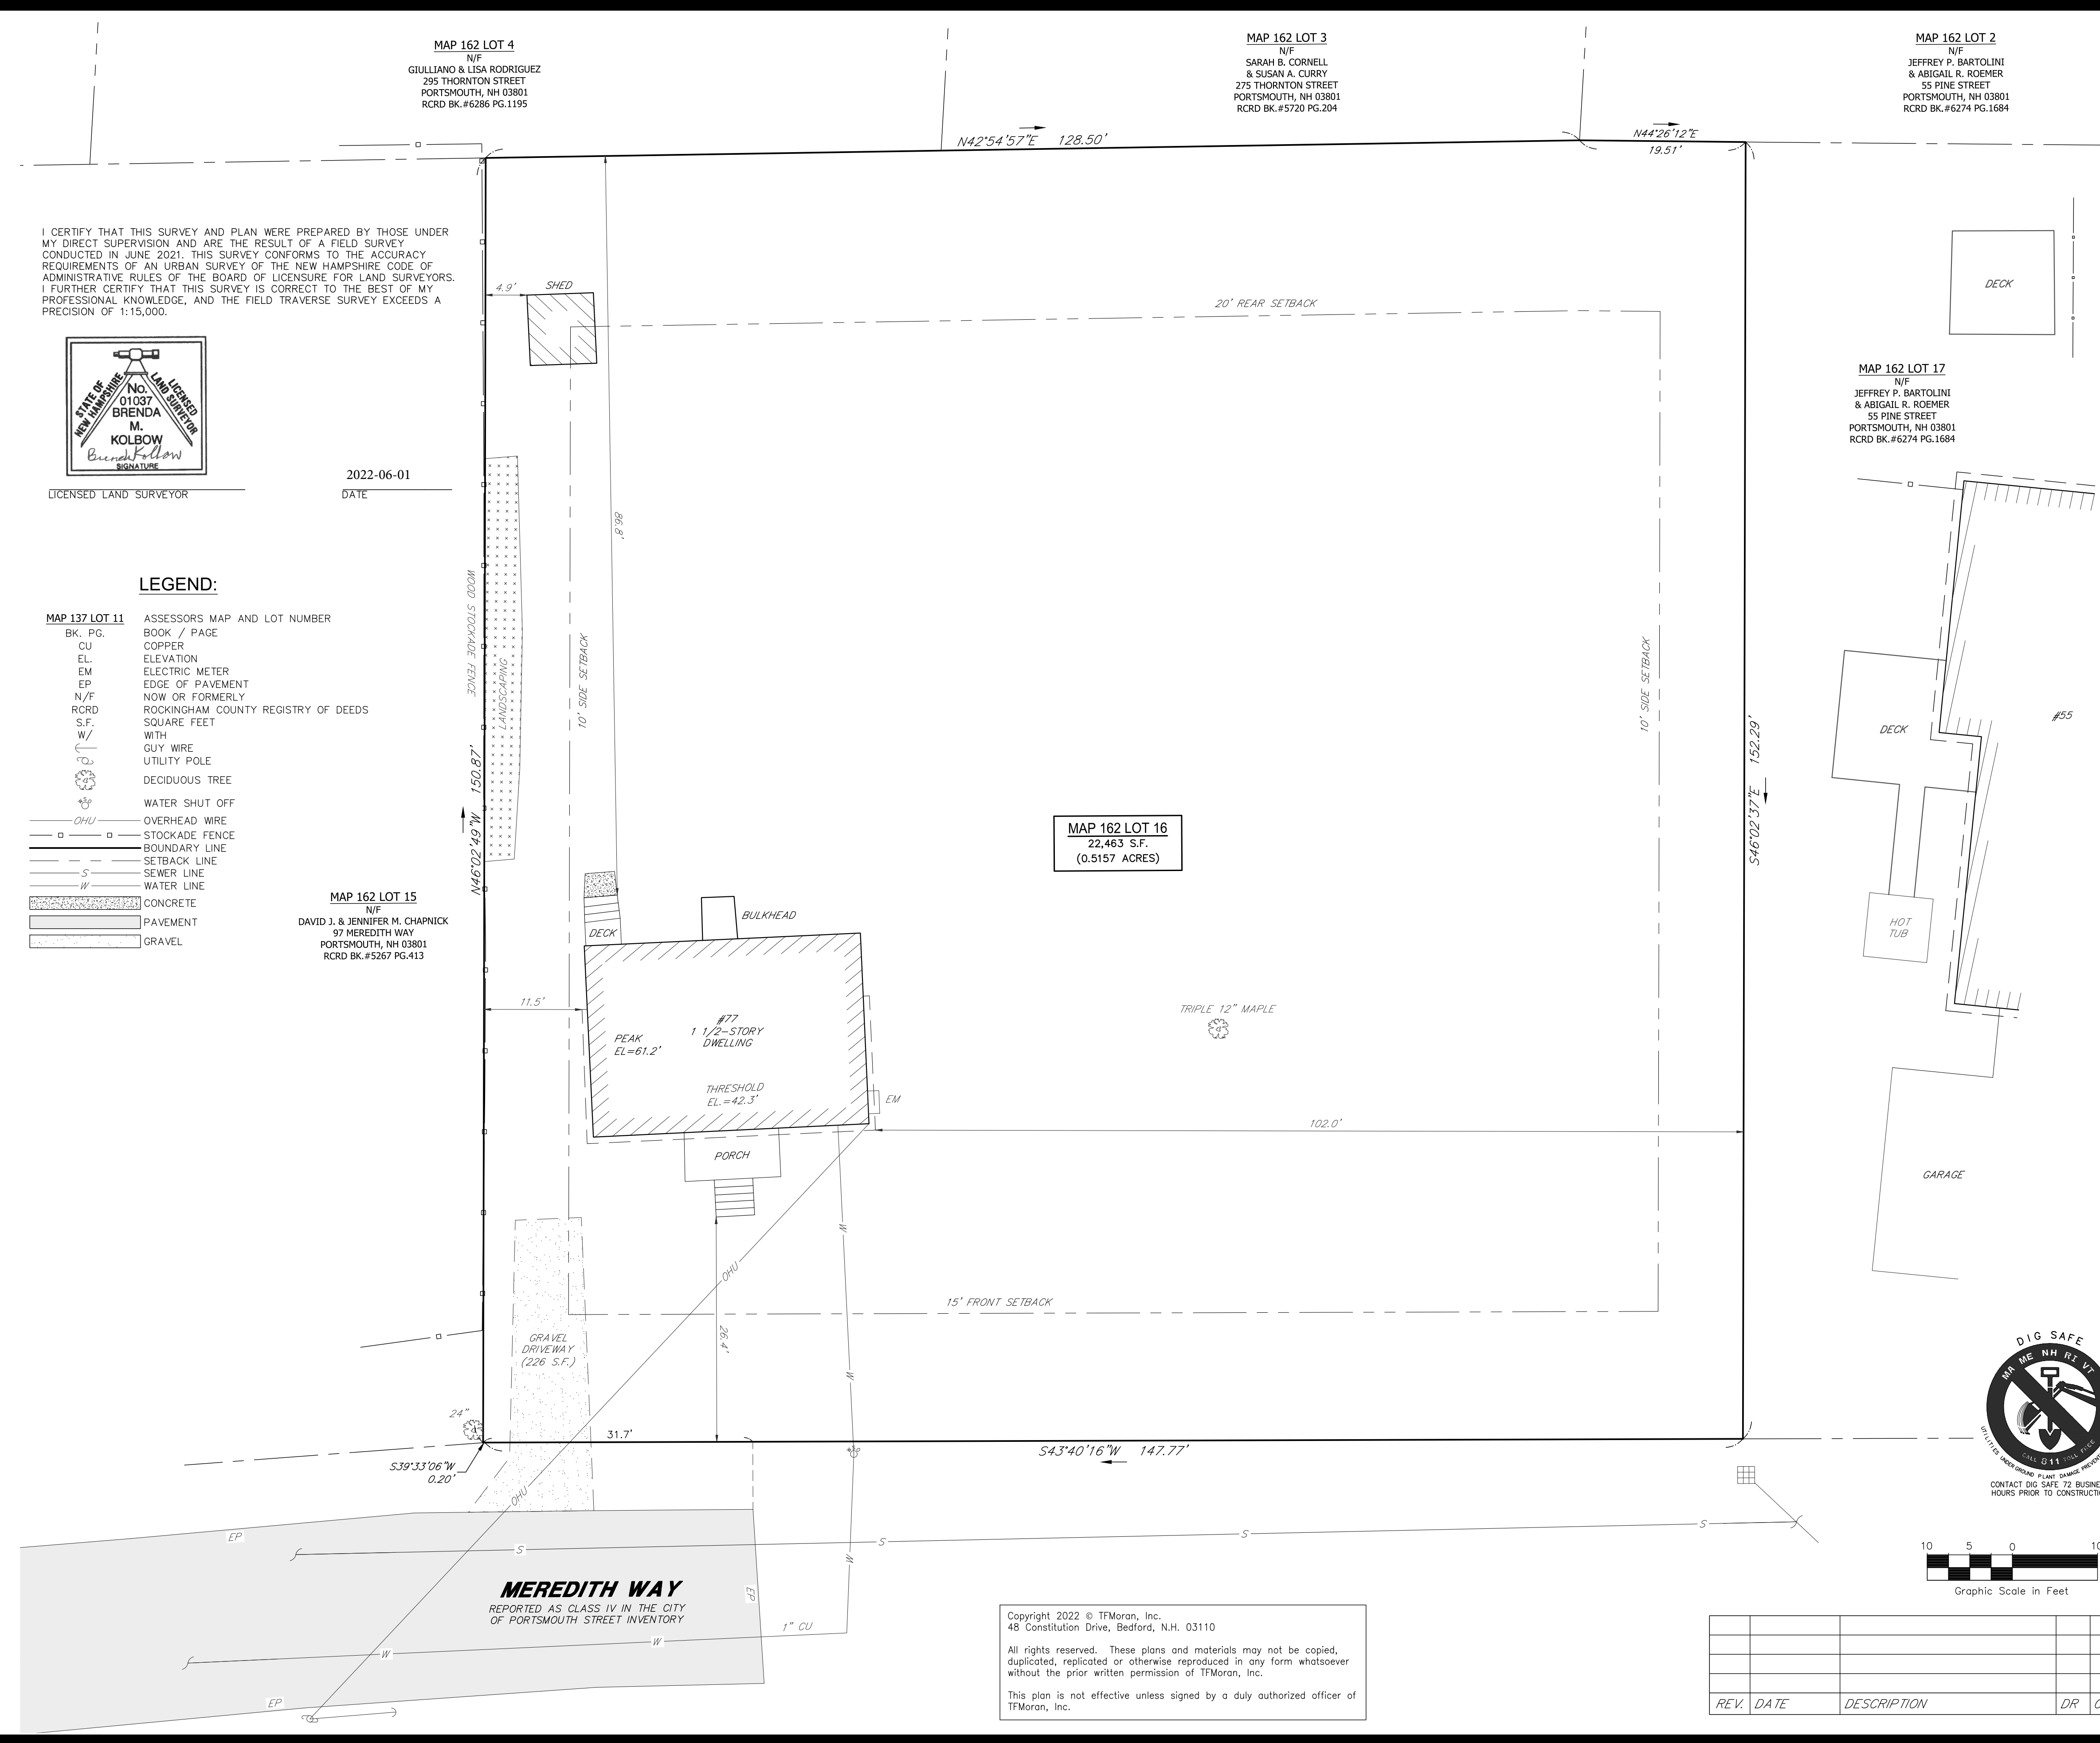 MAP 162 LOT 4
N/F
GIULLIANO & LISA RODRIGUEZ
295 THORNTON STREET
PORTSMOUTH, NH 03801
RCRD BK.#6286 PG.1195
MAP 162 LOT 3
N/F
SARAH B. CORNELL
& SUSAN A. CURRY
275 THORNTON STREET
PORTSMOUTH, NH 03801
RCRD BK.#5720 PG.204
MAP 162 LOT 2
N/F
JEFFREY P. BARTOLINI
& ABIGAIL R. ROEMER
55 PINE STREET
PORTSMOUTH, NH 03801
RCRD BK.#6274 PG.1684
N42°54'57"E 128.50'
N44°26'12"E
19.51'
I CERTIFY THAT THIS SURVEY AND PLAN WERE PREPARED BY THOSE UNDER
MY DIRECT SUPERVISION AND ARE THE RESULT OF A FIELD SURVEY
CONDUCTED IN JUNE 2021. THIS SURVEY CONFORMS TO THE ACCURACY
REQUIREMENTS OF AN URBAN SURVEY OF THE NEW HAMPSHIRE CODE OF
ADMINISTRATIVE RULES OF THE BOARD OF LICENSURE FOR LAND SURVEYORS.
I FURTHER CERTIFY THAT THIS SURVEY IS CORRECT TO THE BEST OF MY
PROFESSIONAL KNOWLEDGE, AND THE FIELD TRAVERSE SURVEY EXCEEDS A
PRECISION OF 1:15,000.
STATE OF
NEW HAMPSHIRE
LICENSED
LAND SURVEYOR
No.
01037
BRENDA
M.
KOLBOW
Brenda Kolbow
SIGNATURE
LICENSED LAND SURVEYOR
2022-06-01
DATE
4.9'
SHED
20' REAR SETBACK
DECK
MAP 162 LOT 17
N/F
JEFFREY P. BARTOLINI
& ABIGAIL R. ROEMER
55 PINE STREET
PORTSMOUTH, NH 03801
RCRD BK.#6274 PG.1684
86.8'
WOOD STOCKADE FENCE
LANDSCAPING
10' SIDE SETBACK
10' SIDE SETBACK
N46°02'49"W 150.87'
S46°02'37"E 152.29'
DECK
#55
HOT
TUB
GARAGE
LEGEND:
MAP 137 LOT 11 ASSESSORS MAP AND LOT NUMBER
BK. PG. BOOK / PAGE
CU COPPER
EL. ELEVATION
EM ELECTRIC METER
EP EDGE OF PAVEMENT
N/F NOW OR FORMERLY
RCRD ROCKINGHAM COUNTY REGISTRY OF DEEDS
S.F. SQUARE FEET
W/ WITH
GUY WIRE
UTILITY POLE
DECIDUOUS TREE
WATER SHUT OFF
OHU OVERHEAD WIRE
STOCKADE FENCE
BOUNDARY LINE
SETBACK LINE
S SEWER LINE
W WATER LINE
CONCRETE
PAVEMENT
GRAVEL
MAP 162 LOT 15
N/F
DAVID J. & JENNIFER M. CHAPNICK
97 MEREDITH WAY
PORTSMOUTH, NH 03801
RCRD BK.#5267 PG.413
MAP 162 LOT 16
22,463 S.F.
(0.5157 ACRES)
BULKHEAD
DECK
11.5'
#77
1 1/2-STORY
DWELLING
PEAK
EL=61.2'
THRESHOLD
EL.=42.3'
EM
TRIPLE 12" MAPLE
102.0'
PORCH
W
OHU
26.4'
15' FRONT SETBACK
GRAVEL
DRIVEWAY
(226 S.F.)
W
24"
31.7'
S43°40'16"W 147.77'
S39°33'06"W
0.20'
OHU
EP
S
S
S
S
W
MEREDITH WAY
REPORTED AS CLASS IV IN THE CITY
OF PORTSMOUTH STREET INVENTORY
EP
1" CU
W
W
EP
DIG SAFE
MA ME NH RI VT
CALL 811 TOLL FREE
UTILITIES UNDERGROUND PLANT DAMAGE
CONTACT DIG SAFE 72
HOURS PRIOR TO
10 5 0
Graphic Scale in Feet
Copyright 2022 © TFMoran, Inc.
48 Constitution Drive, Bedford, N.H. 03110
All rights reserved. These plans and materials may not be copied,
duplicated, replicated or otherwise reproduced in any form whatsoever
without the prior written permission of TFMoran, Inc.
This plan is not effective unless signed by a duly authorized officer of
TFMoran, Inc.
REV. DATE DESCRIPTION DR